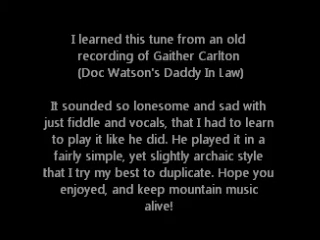 I learned this tune from an old
recording of Gaither Carlton
(Doc Watson's Daddy In Law)
It sounded so lonesome and sad with
just fiddle and vocals, that I had to learn
to play it like he did. He played it in a
fairly simple, yet slightly archaic style
that I try my best to duplicate. Hope you
enjoyed, and keep mountain music
alive!